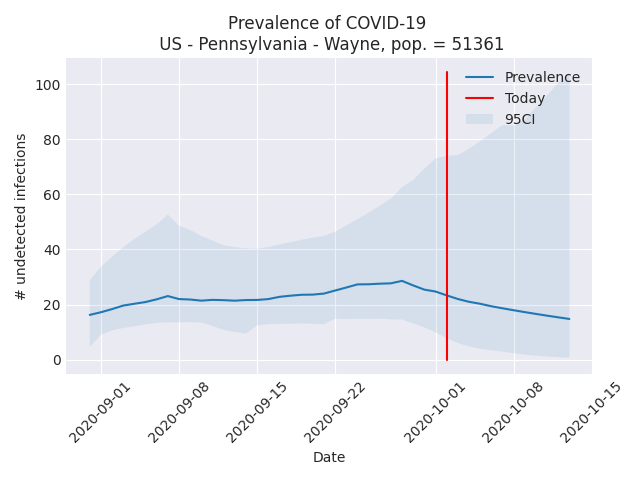 Prevalence of COVID-19
US - Pennsylvania - Wayne, pop. = 51361
Prevalence
Today
95CI
# undetected infections
100
80
60
40
20
0
2020-09-01
2020-09-08
2020-09-15
2020-09-22
2020-10-01
2020-10-08
2020-10-15
Date